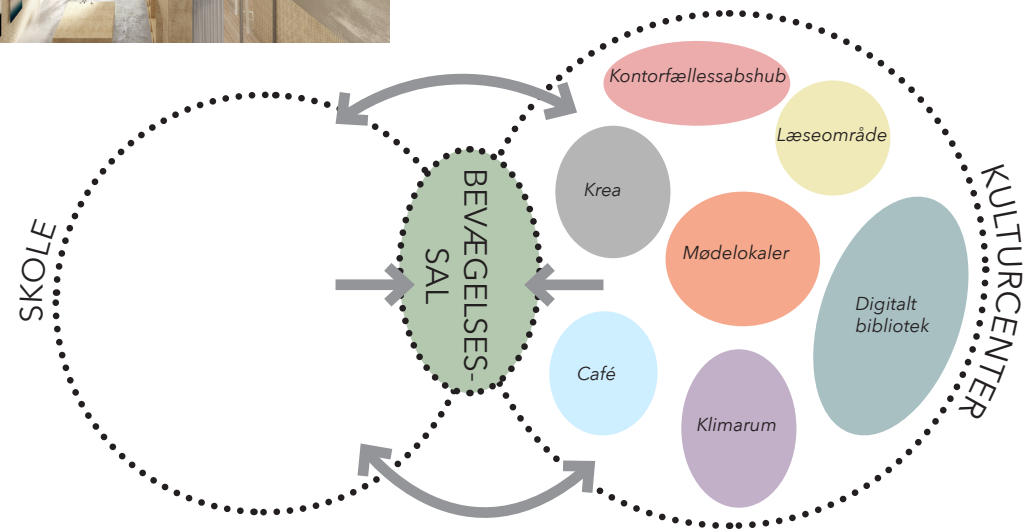 SKOLE
BEVÆGELSES-
SAL
Kontorfællessabshub
Læseområde
Krea
Mødelokaler
Digitalt
bibliotek
Café
Klimarum
KULTURCENTER